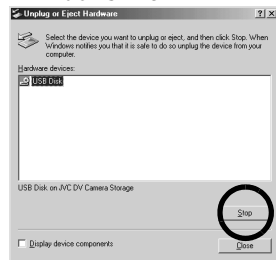 Unplug or Eject Hardware
Select the device you want to unplug or eject, and then click Stop. When
Windows notifies you that it is safe to do so unplug the device from your
computer.
Hardware devices:
USB Disk
USB Disk on JVC DV Camera Storage
Stop
Display device components
Close